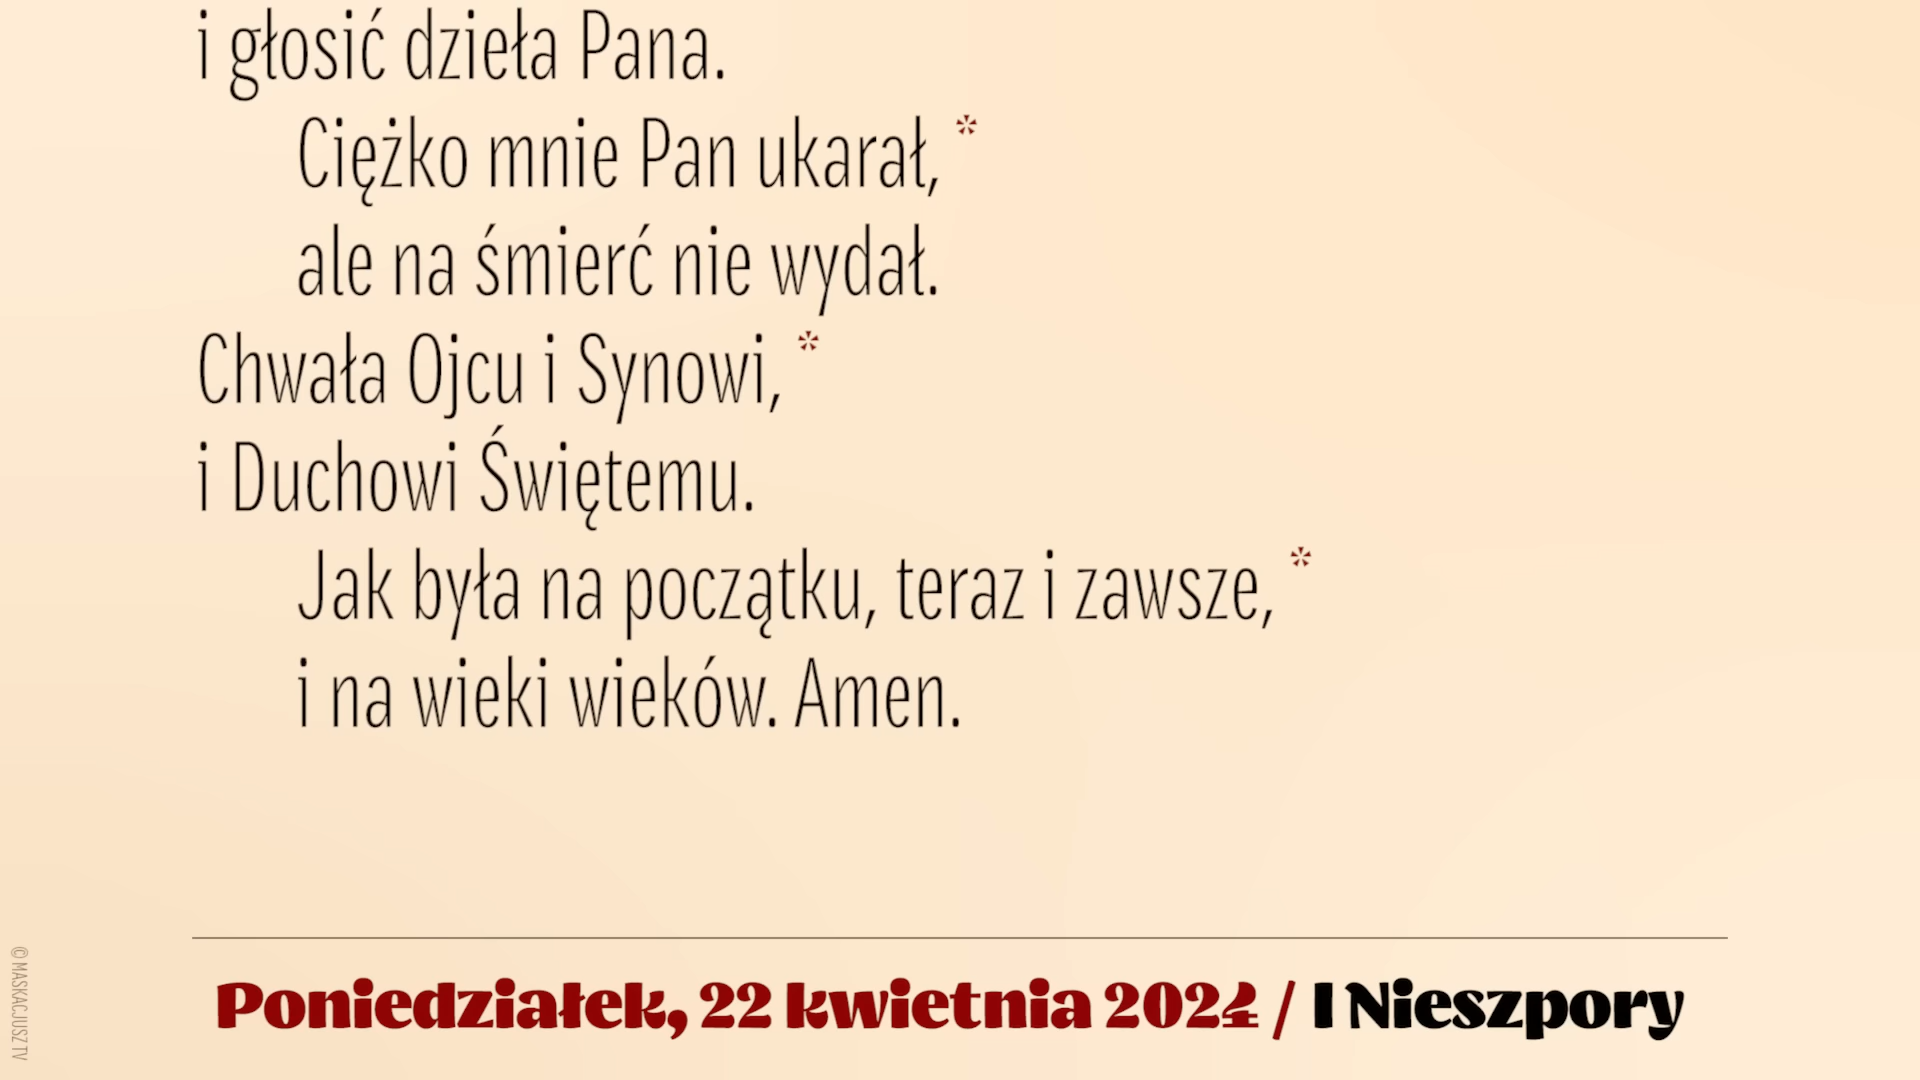 i głosić dzieła Pana.
Ciężko mnie Pan ukarał, *
ale na śmierć nie wydał.
Chwała Ojcu i Synowi, *
i Duchowi Świętemu.
Jak była na początku, teraz i zawsze, *
i na wieki wieków. Amen.
Poniedziałek, 22 kwietnia 2024 / I Nieszpory
© MASKACJUSZ TV